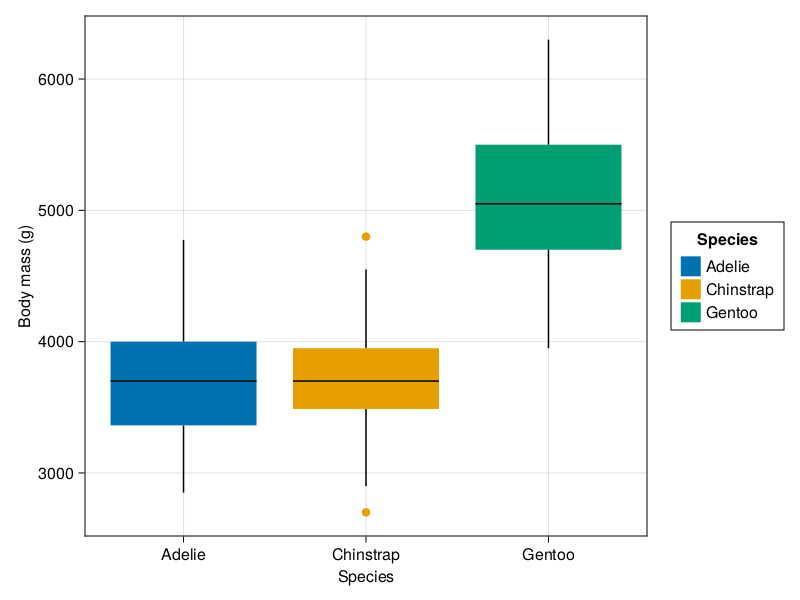 6000
5000
4000
3000
Body mass (g)
Adelie
Chinstrap
Gentoo
Species
Species
Adelie
Chinstrap
Gentoo